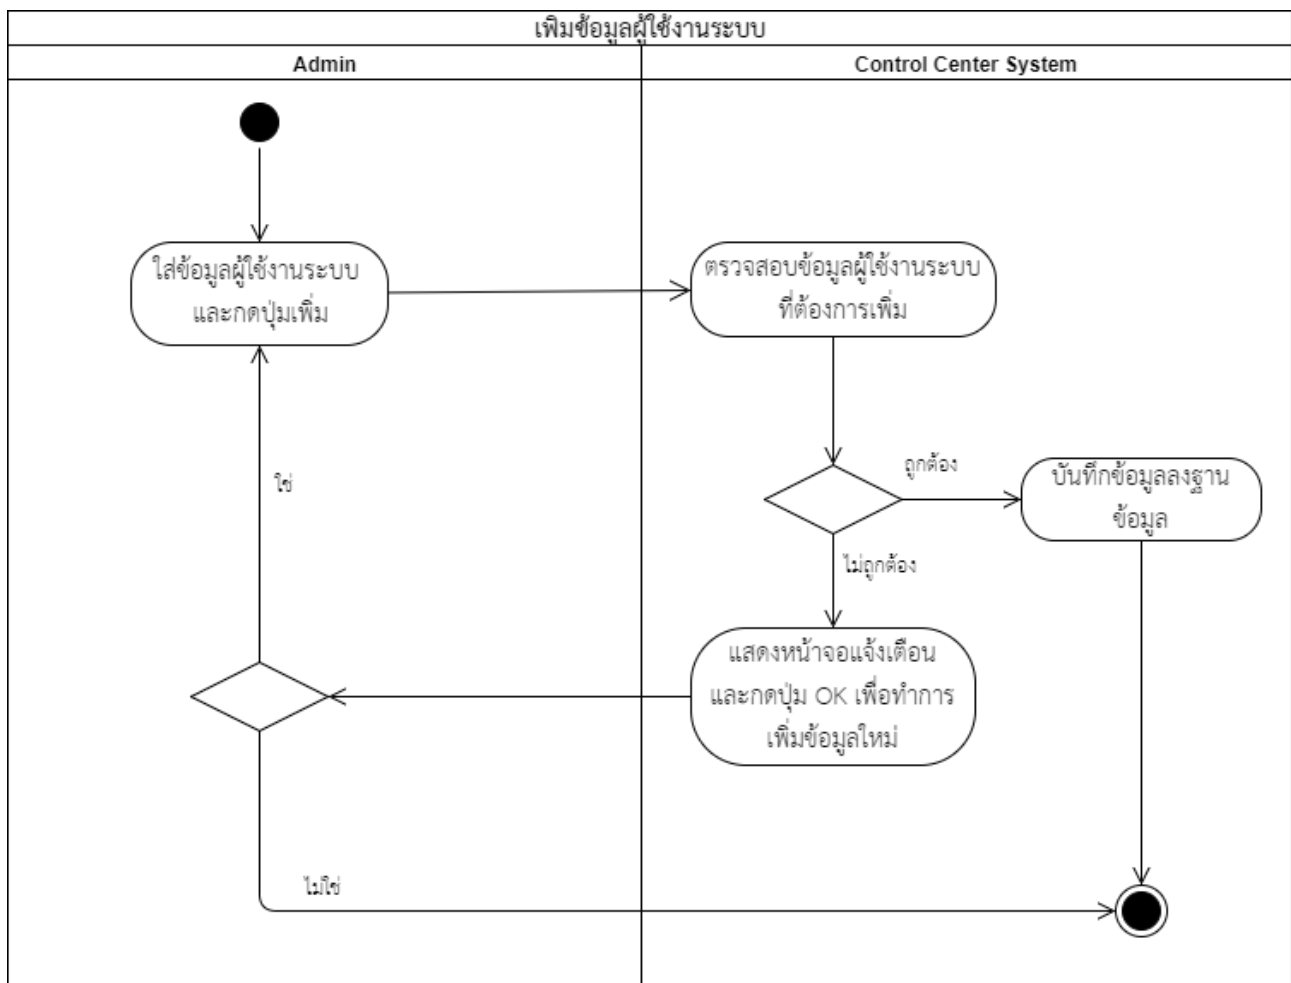 เพิ่มข้อมูลผู้ใช้งานระบบ
Admin
Control Center System
ใส่ข้อมูลผู้ใช้งานระบบ
และกดปุ่มเพิ่ม
ตรวจสอบข้อมูลผู้ใช้งานระบบ
ที่ต้องการเพิ่ม
ใช่
ถูกต้อง
บันทึกข้อมูลลงฐาน
ข้อมูล
ไม่ถูกต้อง
แสดงหน้าจอแจ้งเตือน
และกดปุ่ม OK เพื่อทำการ
เพิ่มข้อมูลใหม่
ไม่ใช่